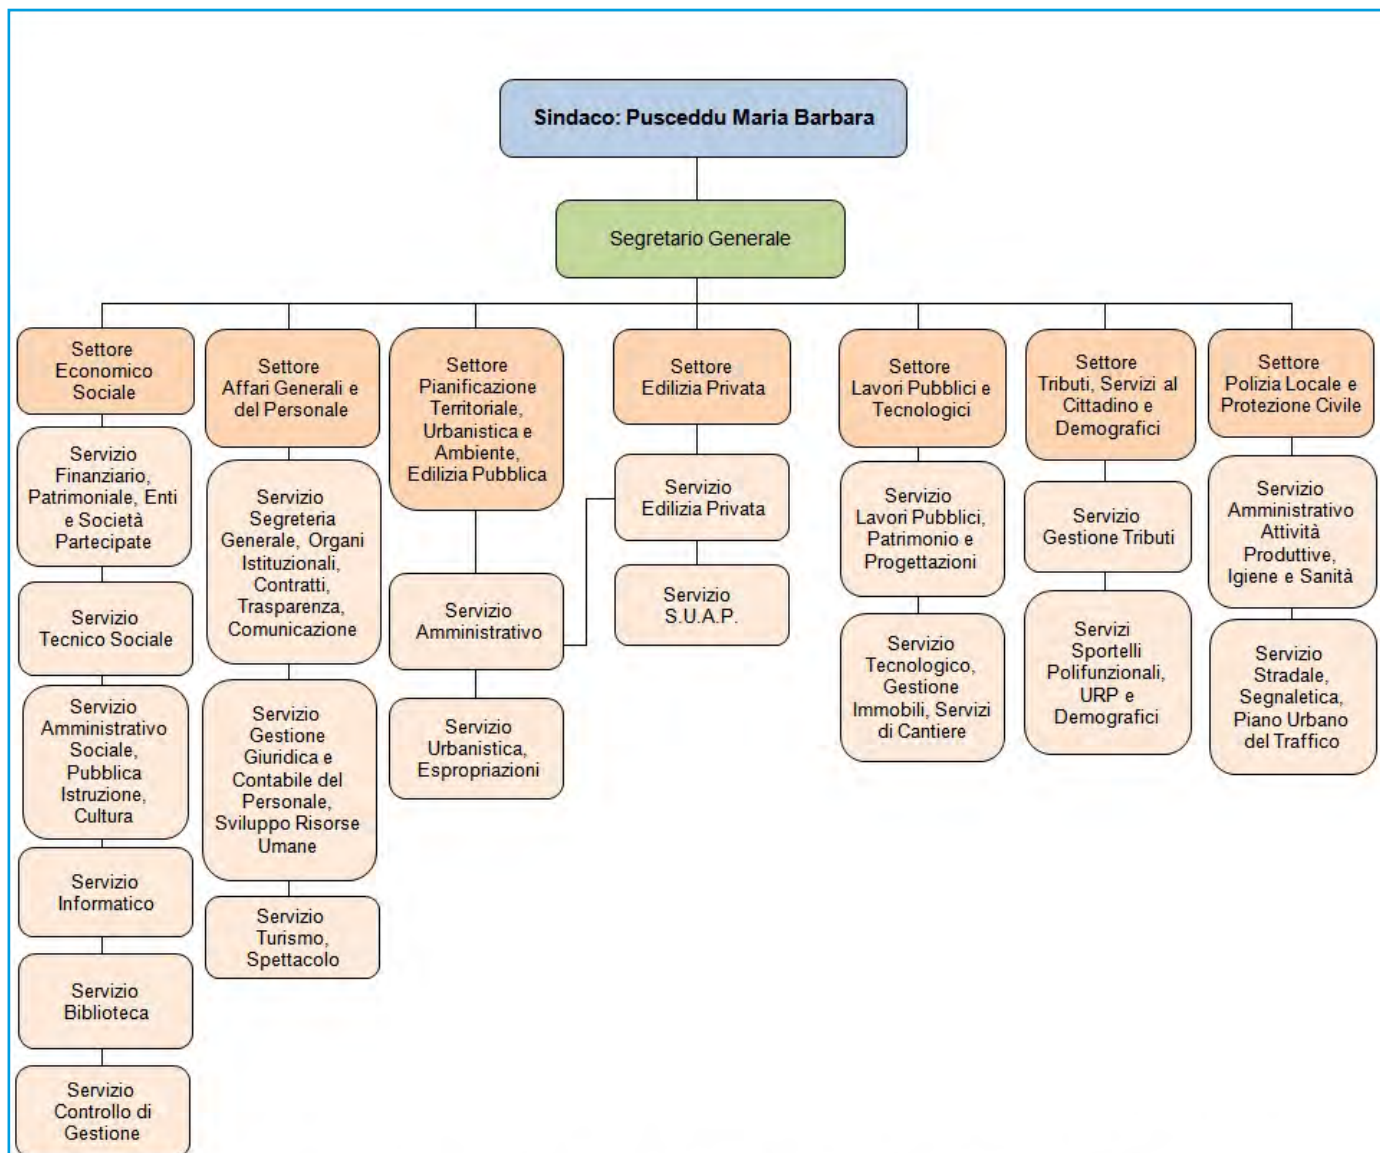 Sindaco: Pusceddu Maria Barbara
Segretario Generale
Settore
Economico
Sociale
Servizio
Finanziario,
Patrimoniale, Enti
e Società
Partecipate
Servizio
Tecnico Sociale
Servizio
Amministrativo
Sociale,
Pubblica
Istruzione,
Cultura
Servizio
Informatico
Servizio
Biblioteca
Servizio
Controllo di
Gestione
Settore
Affari Generali e
del Personale
Servizio
Segreteria
Generale, Organi
Istituzionali,
Contratti,
Trasparenza,
Comunicazione
Servizio
Gestione
Giuridica e
Contabile del
Personale,
Sviluppo Risorse
Umane
Servizio
Turismo,
Spettacolo
Settore
Pianificazione
Territoriale,
Urbanistica e
Ambiente,
Edilizia Pubblica
Servizio
Amministrativo
Servizio
Urbanistica,
Espropriazioni
Settore
Edilizia Privata
Servizio
Edilizia Privata
Servizio
S.U.A.P.
Settore
Lavori Pubblici e
Tecnologici
Servizio
Lavori Pubblici,
Patrimonio e
Progettazioni
Servizio
Tecnologico,
Gestione
Immobili, Servizi
di Cantiere
Settore
Tributi, Servizi al
Cittadino e
Demografici
Servizio
Gestione Tributi
Servizi
Sportelli
Polifunzionali,
URP e
Demografici
Settore
Polizia Locale e
Protezione Civile
Servizio
Amministrativo
Attività
Produttive,
Igiene e Sanità
Servizio
Stradale,
Segnaletica,
Piano Urbano
del Traffico